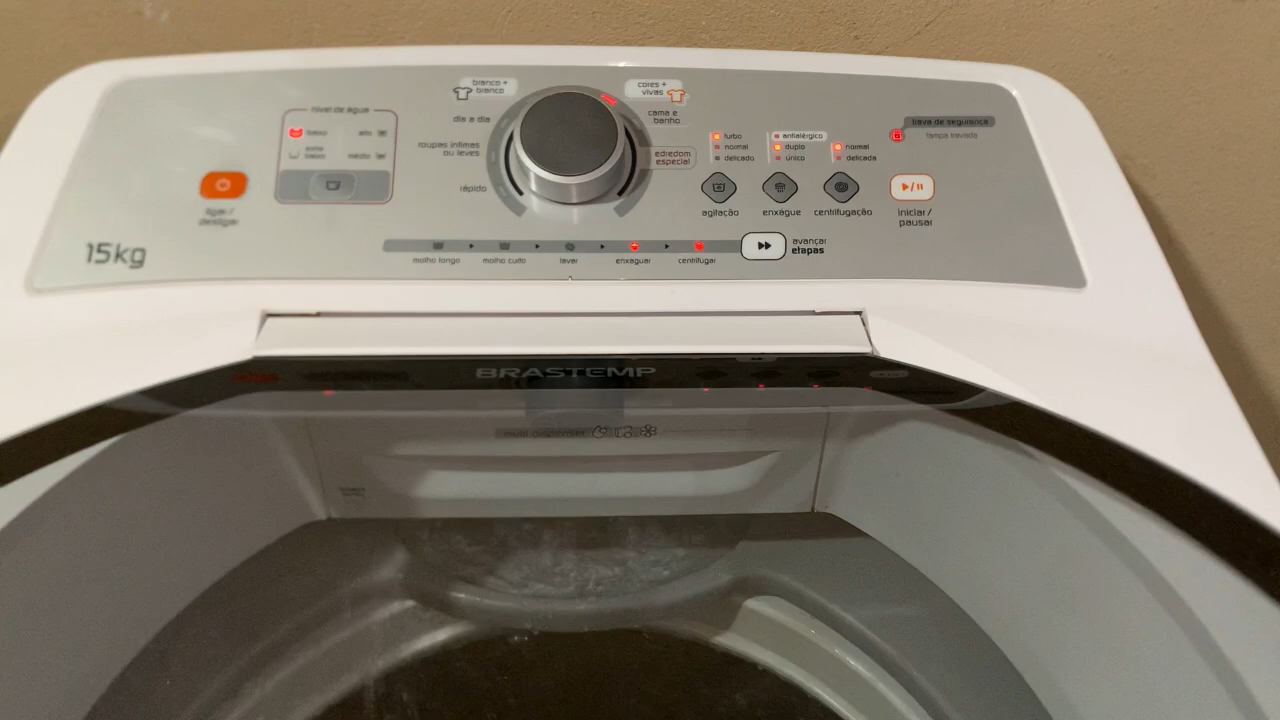 branco +
branco
cores +
vivas
dia a dia
cama e
banho
roupas íntimas
ou leves
edredom
especial
rápido
nível de água
baixo
alto
extra
baixo
médio
ligar/
desligar
15kg
turbo
normal
delicado
agitação
antialérgico
duplo
único
enxágue
normal
delicada
centrifugação
trava de segurança
tampa travada
iniciar/
pausar
molho longo
molho curto
lavar
enxaguar
centrifugar
avançar
etapas
BRASTEMP
multi dispenser